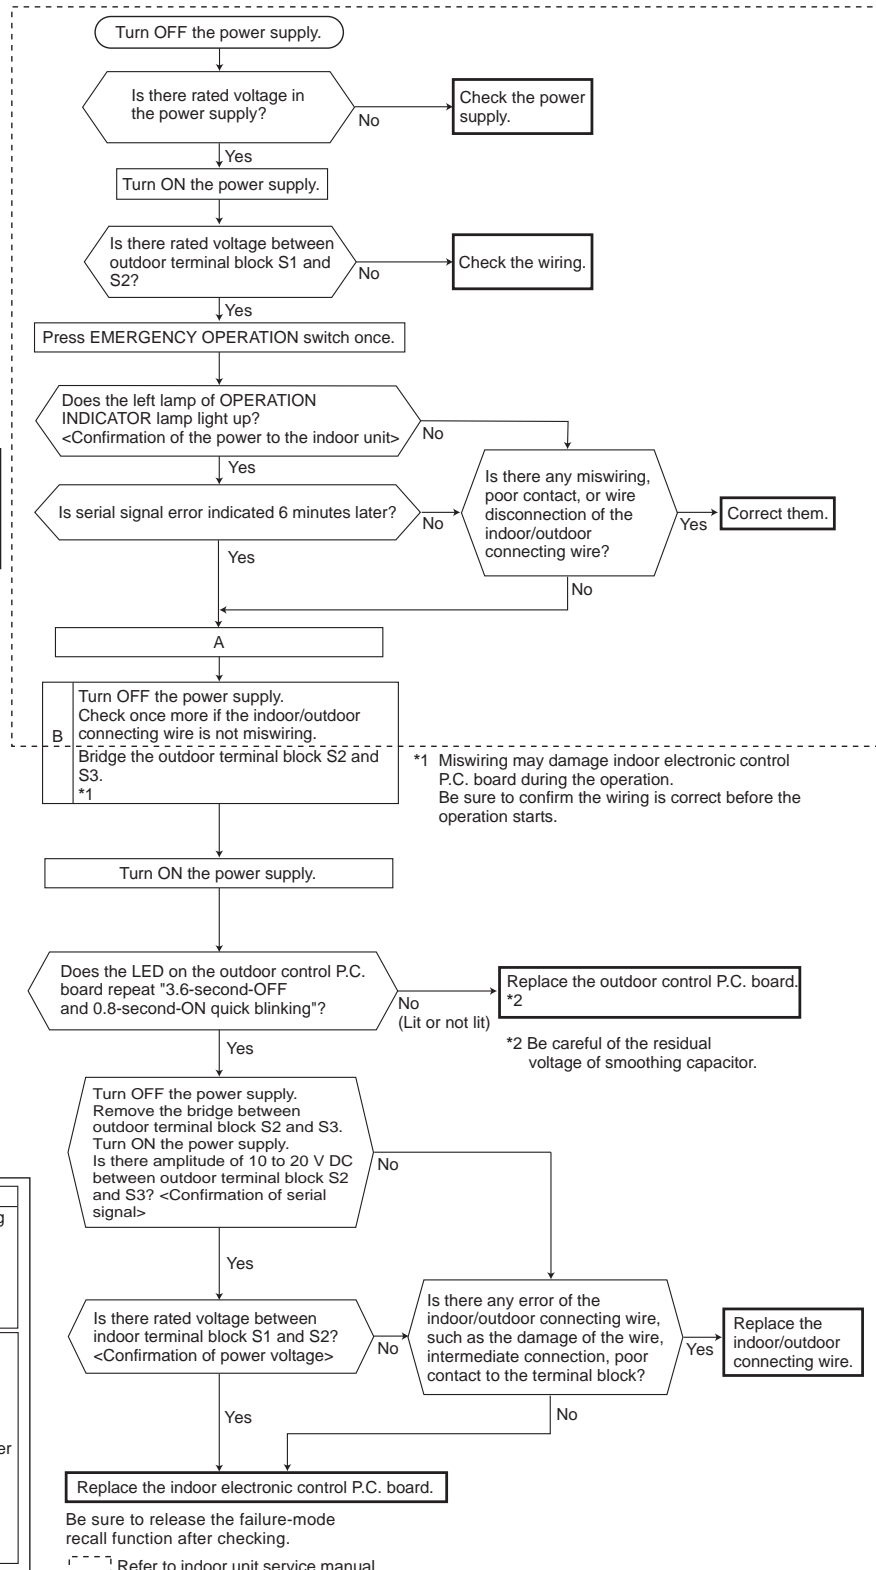 Turn OFF the power supply.
Is there rated voltage in
the power supply?
No
Check the power
supply.
Yes
Turn ON the power supply.
Is there rated voltage between
outdoor terminal block S1 and
S2?
No
Check the wiring.
Yes
Press EMERGENCY OPERATION switch once.
Does the left lamp of OPERATION
INDICATOR lamp light up?
<Confirmation of the power to the indoor unit>
No
Yes
Is serial signal error indicated 6 minutes later?
No
Is there any miswiring,
poor contact, or wire
disconnection of the
indoor/outdoor
connecting wire?
Yes
Correct them.
Yes
No
A
B
Turn OFF the power supply.
Check once more if the indoor/outdoor
connecting wire is not miswiring.
Bridge the outdoor terminal block S2 and
S3.
*1
*1 Miswiring may damage indoor electronic control
P.C. board during the operation.
Be sure to confirm the wiring is correct before the
operation starts.
Turn ON the power supply.
Does the LED on the outdoor control P.C.
board repeat "3.6-second-OFF
and 0.8-second-ON quick blinking"?
No
(Lit or not lit)
Replace the outdoor control P.C. board.
*2
*2 Be careful of the residual
voltage of smoothing capacitor.
Yes
Turn OFF the power supply.
Remove the bridge between
outdoor terminal block S2 and S3.
Turn ON the power supply.
Is there amplitude of 10 to 20 V DC
between outdoor terminal block S2
and S3? <Confirmation of serial
signal>
No
Yes
Is there rated voltage between
indoor terminal block S1 and S2?
<Confirmation of power voltage>
No
Is there any error of the
indoor/outdoor connecting wire,
such as the damage of the wire,
intermediate connection, poor
contact to the terminal block?
Yes
Replace the
indoor/outdoor
connecting wire.
Yes
No
Replace the indoor electronic control P.C. board.
Be sure to release the failure-mode
recall function after checking.
Refer to indoor unit service manual